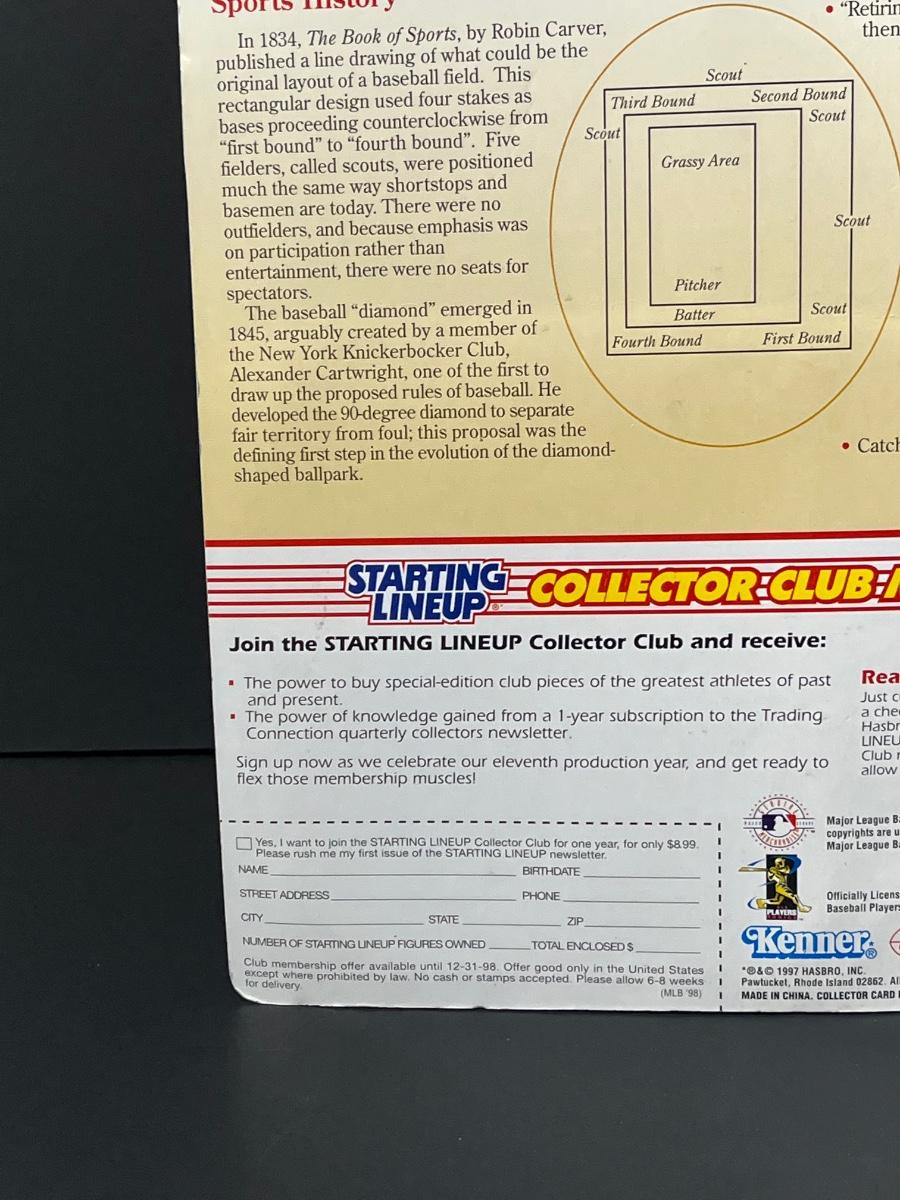 Sports History
In 1834, The Book of Sports, by Robin Carver,
published a line drawing of what could be the
original layout of a baseball field. This
rectangular design used four stakes as
bases proceeding counterclockwise from
“first bound” to “fourth bound”. Five
fielders, called scouts, were positioned
much the same way shortstops and
basemen are today. There were no
outfielders, and because emphasis was
on participation rather than
entertainment, there were no seats for
spectators.
The baseball “diamond” emerged in
1845, arguably created by a member of
the New York Knickerbocker Club,
Alexander Cartwright, one of the first to
draw up the proposed rules of baseball. He
developed the 90-degree diamond to separate
fair territory from foul; this proposal was the
defining first step in the evolution of the diamond-
shaped ballpark.
Scout
Third Bound
Second Bound
Scout
Scout
Grassy Area
Scout
Pitcher
Batter
Scout
Fourth Bound
First Bound
• “Retirin
then
• Catch
STARTING
LINEUP®
COLLECTOR CLUB
Join the STARTING LINEUP Collector Club and receive:
▪ The power to buy special-edition club pieces of the greatest athletes of past
and present.
▪ The power of knowledge gained from a 1-year subscription to the Trading
Connection quarterly collectors newsletter.
Sign up now as we celebrate our eleventh production year, and get ready to
flex those membership muscles!
Rea
Just c
a che
Hasbr
LINEU
Club
allow
Yes, I want to join the STARTING LINEUP Collector Club for one year, for only $8.99.
Please rush me my first issue of the STARTING LINEUP newsletter.
NAME BIRTHDATE
STREET ADDRESS PHONE
CITY STATE ZIP
NUMBER OF STARTING LINEUP FIGURES OWNED TOTAL ENCLOSED $
Club membership offer available until 12-31-98. Offer good only in the United States
except where prohibited by law. No cash or stamps accepted. Please allow 6-8 weeks
for delivery.
(MLB '98)
Major League Ba
copyrights are u
Major League Ba
PLAYERS
Officially Licens
Baseball Players
Kenner®
*®&© 1997 HASBRO, INC.
Pawtucket, Rhode Island 02862. Al
MADE IN CHINA. COLLECTOR CARD